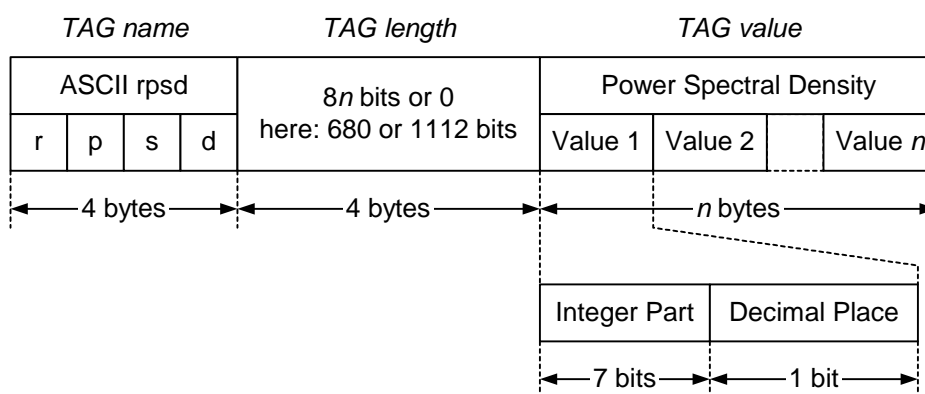 TAG name TAG length TAG value
ASCII rpsd
8n bits or 0
here: 680 or 1112 bits
Power Spectral Density
r p s d
Value 1 Value 2 Value n
4 bytes 4 bytes n bytes
Integer Part Decimal Place
7 bits 1 bit